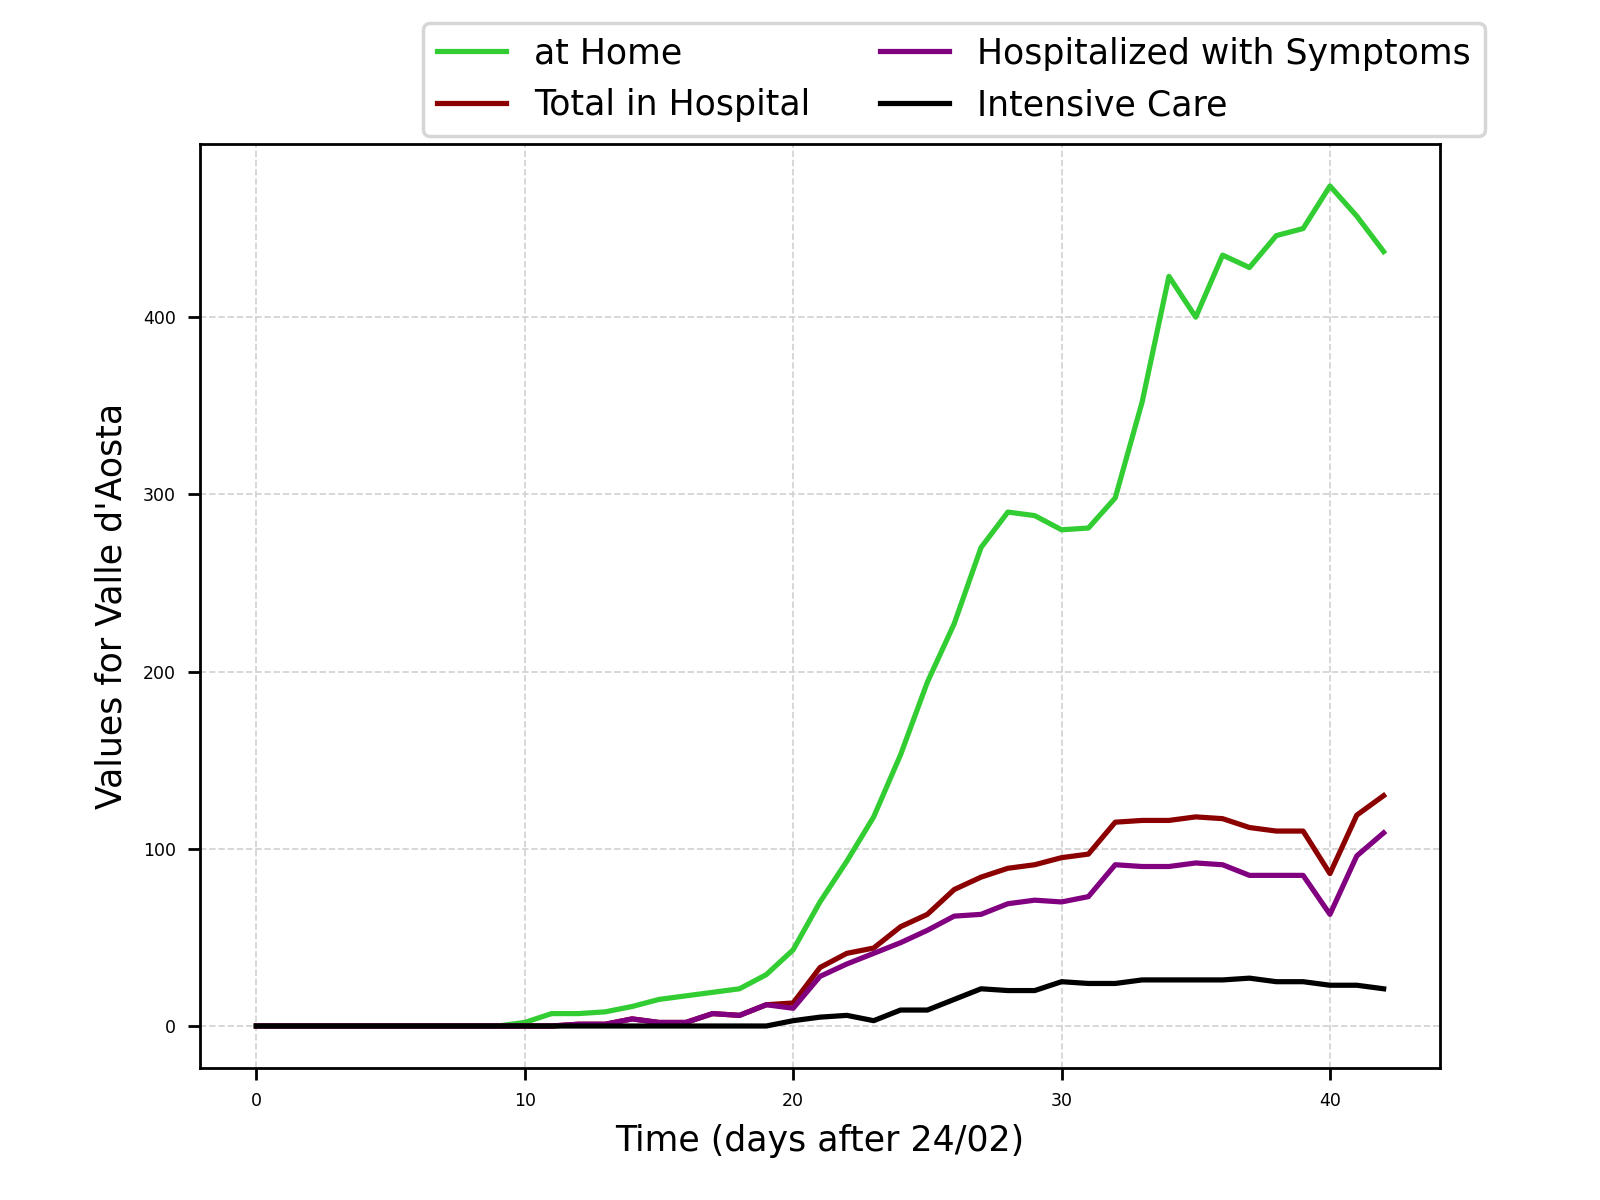 at Home
Total in Hospital
Hospitalized with Symptoms
Intensive Care
Values for Valle d'Aosta
400
300
200
100
0
0 10 20 30 40
Time (days after 24/02)